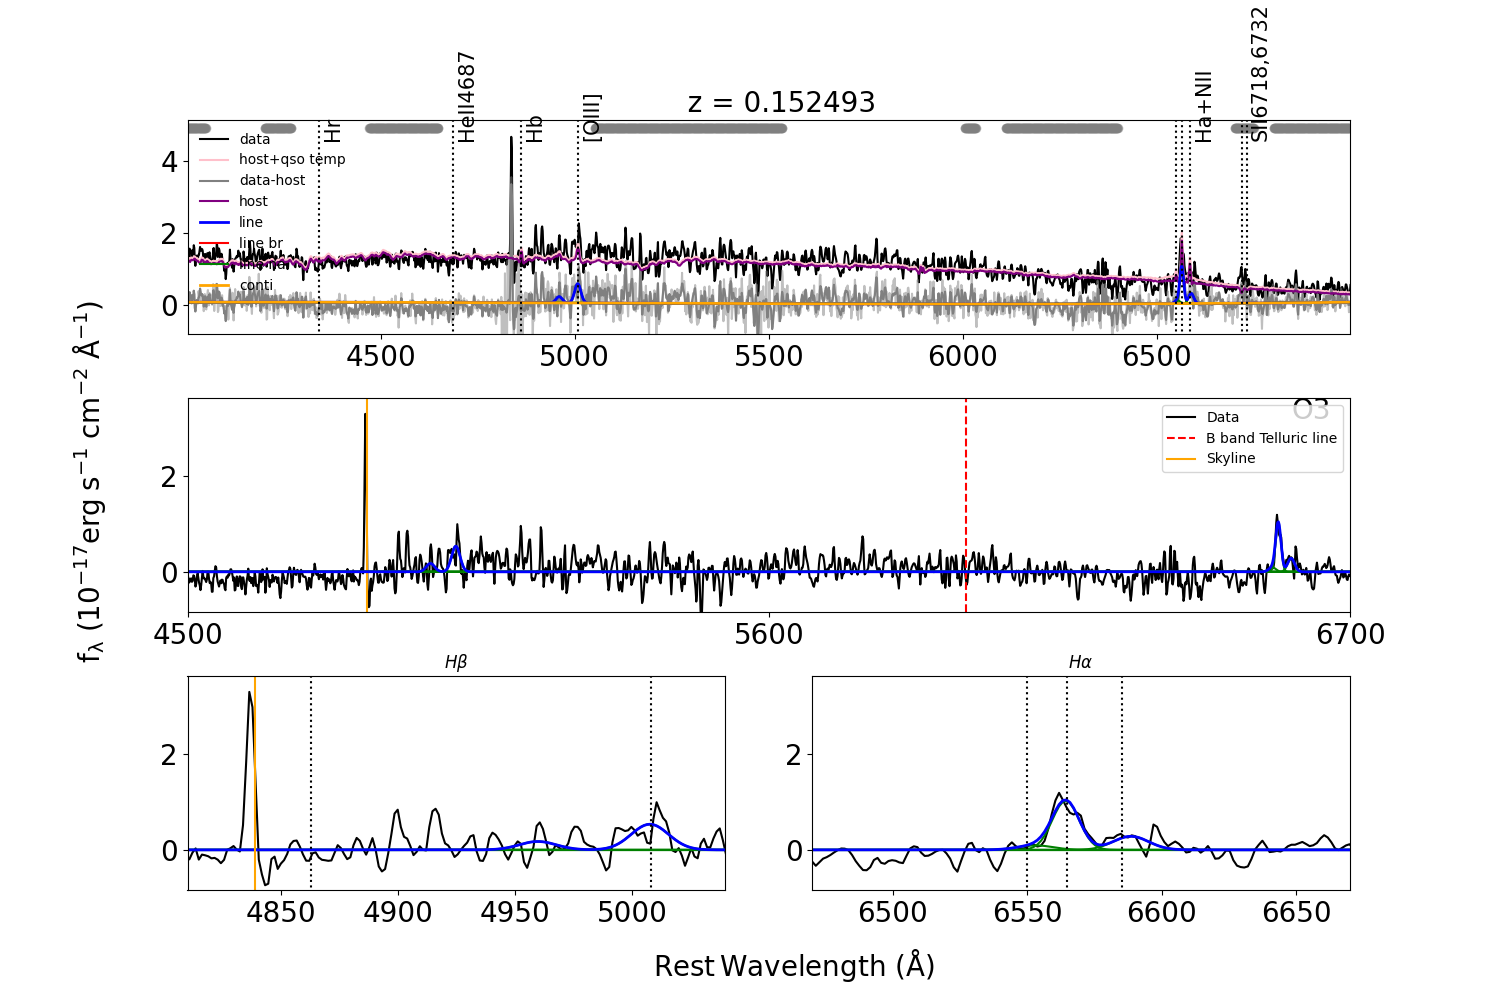 z = 0.152493
Hr
HeII4687
Hb
[OIII]
Ha+NII
SII6718,6732
data
host+qso temp
data-host
host
line
line br
line na
conti
4
2
0
4500 5000 5500 6000 6500
fλ (10−17erg s−1 cm−2 Å−1)
O3
Data
B band Telluric line
Skyline
2
0
4500 5600 6700
Hβ
2
0
4850 4900 4950 5000
Hα
2
0
6500 6550 6600 6650
Rest Wavelength (Å)